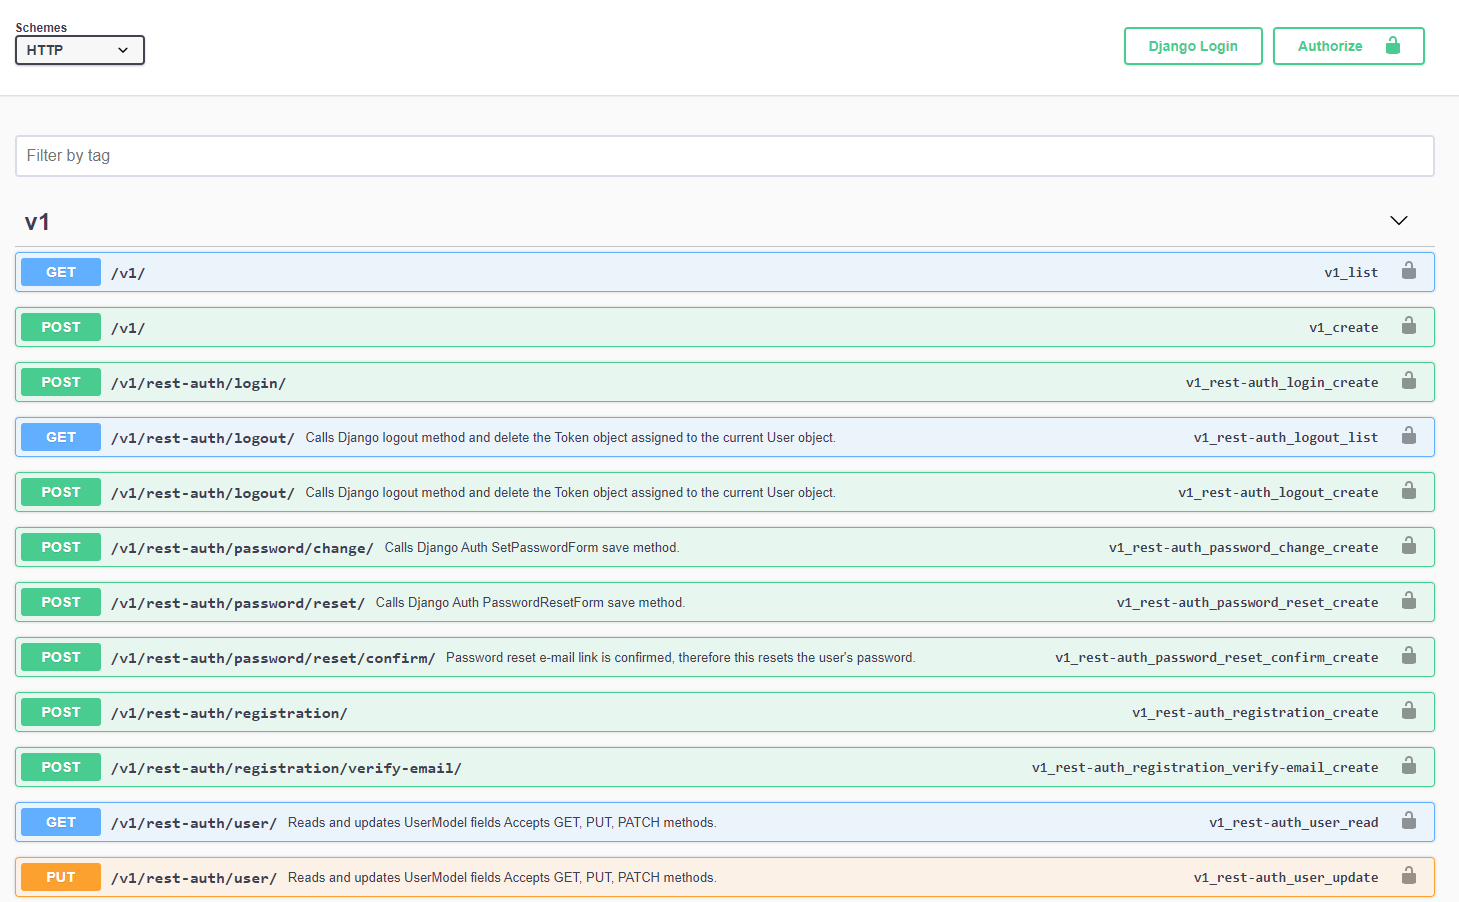 Schemes
HTTP
Django Login
Authorize
Filter by tag
v1
GET /v1/ v1_list
POST /v1/ v1_create
POST /v1/rest-auth/login/ v1_rest-auth_login_create
GET /v1/rest-auth/logout/ Calls Django logout method and delete the Token object assigned to the current User object. v1_rest-auth_logout_list
POST /v1/rest-auth/logout/ Calls Django logout method and delete the Token object assigned to the current User object. v1_rest-auth_logout_create
POST /v1/rest-auth/password/change/ Calls Django Auth SetPasswordForm save method. v1_rest-auth_password_change_create
POST /v1/rest-auth/password/reset/ Calls Django Auth PasswordResetForm save method. v1_rest-auth_password_reset_create
POST /v1/rest-auth/password/reset/confirm/ Password reset e-mail link is confirmed, therefore this resets the user's password. v1_rest-auth_password_reset_confirm_create
POST /v1/rest-auth/registration/ v1_rest-auth_registration_create
POST /v1/rest-auth/registration/verify-email/ v1_rest-auth_registration_verify-email_create
GET /v1/rest-auth/user/ Reads and updates UserModel fields Accepts GET, PUT, PATCH methods. v1_rest-auth_user_read
PUT /v1/rest-auth/user/ Reads and updates UserModel fields Accepts GET, PUT, PATCH methods. v1_rest-auth_user_update